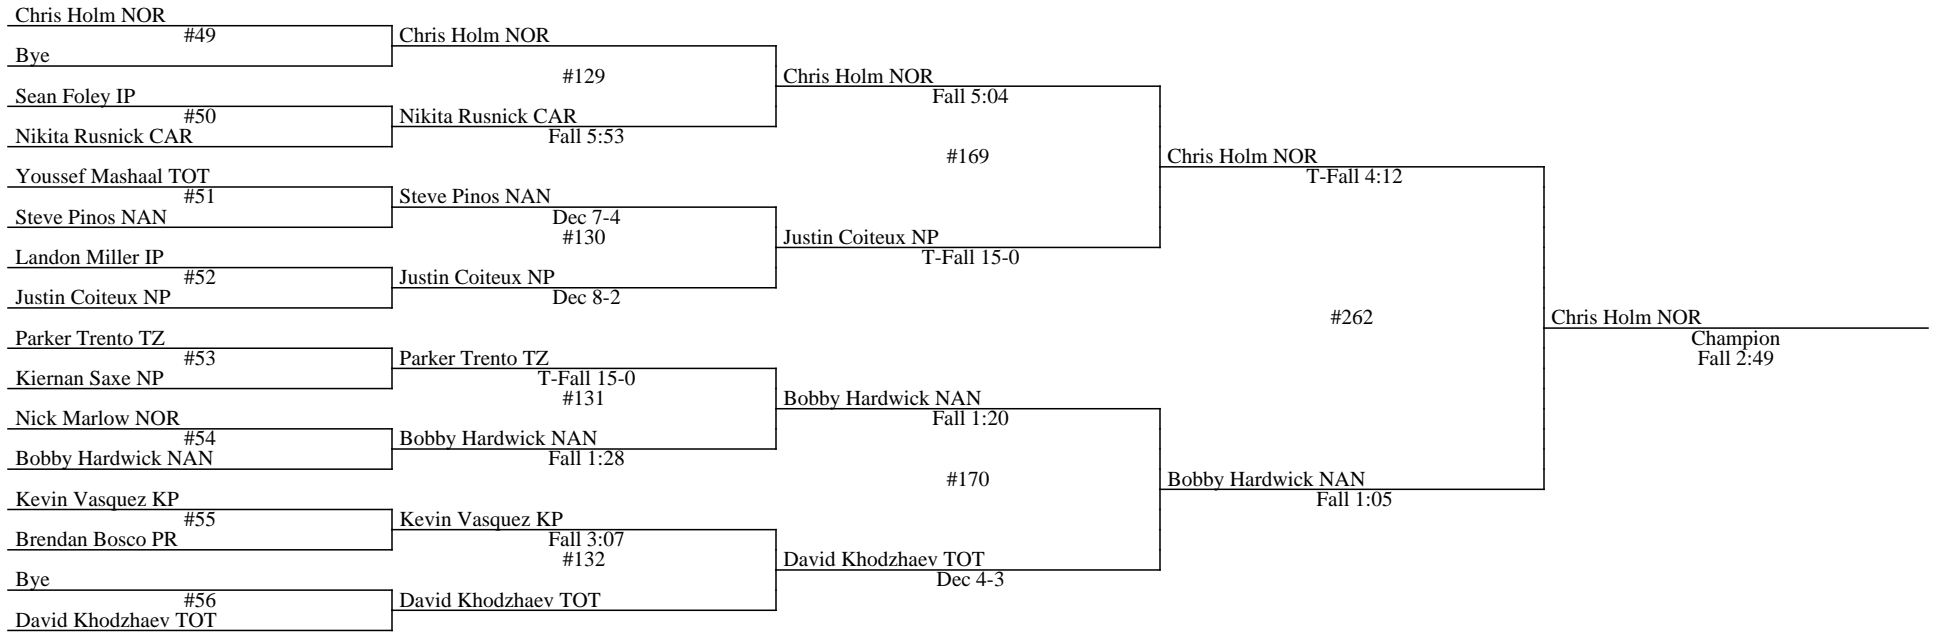 Chris Holm NOR
#49
Bye
Sean Foley IP
#50
Nikita Rusnick CAR
Youssef Mashaal TOT
#51
Steve Pinos NAN
Landon Miller IP
#52
Justin Coiteux NP
Parker Trento TZ
#53
Kiernan Saxe NP
Nick Marlow NOR
#54
Bobby Hardwick NAN
Kevin Vasquez KP
#55
Brendan Bosco PR
Bye
#56
David Khodzhaev TOT
Chris Holm NOR
#129
Nikita Rusnick CAR
Fall 5:53
Steve Pinos NAN
Dec 7-4
#130
Justin Coiteux NP
Dec 8-2
Parker Trento TZ
T-Fall 15-0
#131
Bobby Hardwick NAN
Fall 1:28
Kevin Vasquez KP
Fall 3:07
#132
David Khodzhaev TOT
Chris Holm NOR
Fall 5:04
#169
Justin Coiteux NP
T-Fall 15-0
Bobby Hardwick NAN
Fall 1:20
#170
David Khodzhaev TOT
Dec 4-3
Chris Holm NOR
T-Fall 4:12
#262
Bobby Hardwick NAN
Fall 1:05
Chris Holm NOR
Champion
Fall 2:49